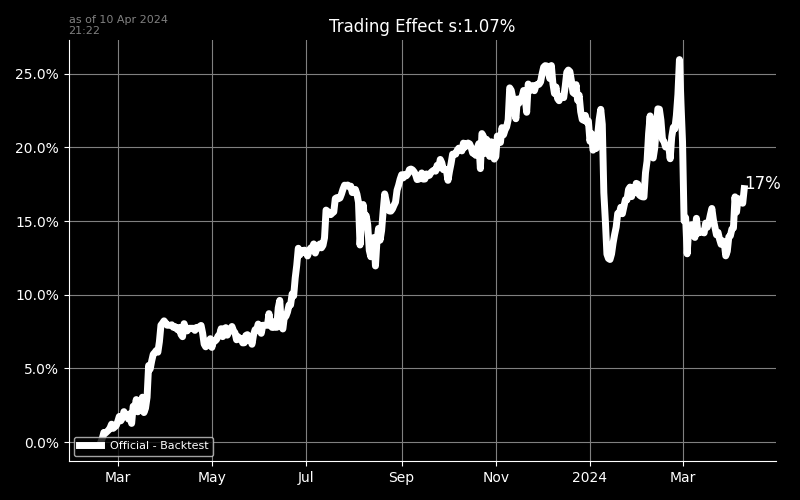 as of 10 Apr 2024
21:22
Trading Effect s:1.07%
25.0%
20.0%
15.0%
10.0%
5.0%
0.0%
17%
Official - Backtest
Mar
May
Jul
Sep
Nov
2024
Mar